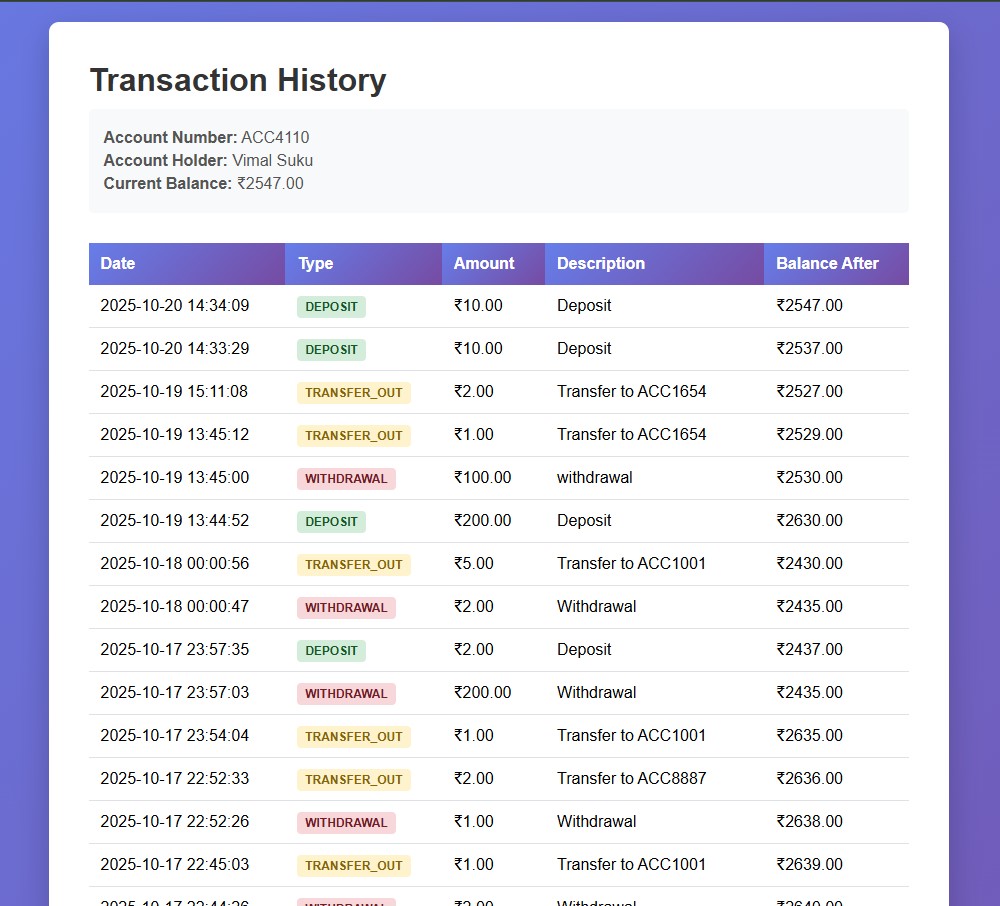 Transaction History
Account Number: ACC4110
Account Holder: Vimal Suku
Current Balance: ₹2547.00
Date Type Amount Description Balance After
2025-10-20 14:34:09 DEPOSIT ₹10.00 Deposit ₹2547.00
2025-10-20 14:33:29 DEPOSIT ₹10.00 Deposit ₹2537.00
2025-10-19 15:11:08 TRANSFER_OUT ₹2.00 Transfer to ACC1654 ₹2527.00
2025-10-19 13:45:12 TRANSFER_OUT ₹1.00 Transfer to ACC1654 ₹2529.00
2025-10-19 13:45:00 WITHDRAWAL ₹100.00 withdrawal ₹2530.00
2025-10-19 13:44:52 DEPOSIT ₹200.00 Deposit ₹2630.00
2025-10-18 00:00:56 TRANSFER_OUT ₹5.00 Transfer to ACC1001 ₹2430.00
2025-10-18 00:00:47 WITHDRAWAL ₹2.00 Withdrawal ₹2435.00
2025-10-17 23:57:35 DEPOSIT ₹2.00 Deposit ₹2437.00
2025-10-17 23:57:03 WITHDRAWAL ₹200.00 Withdrawal ₹2435.00
2025-10-17 23:54:04 TRANSFER_OUT ₹1.00 Transfer to ACC1001 ₹2635.00
2025-10-17 22:52:33 TRANSFER_OUT ₹2.00 Transfer to ACC8887 ₹2636.00
2025-10-17 22:52:26 WITHDRAWAL ₹1.00 Withdrawal ₹2638.00
2025-10-17 22:45:03 TRANSFER_OUT ₹1.00 Transfer to ACC1001 ₹2639.00
2025-10-17 WITHDRAWAL Withdrawal